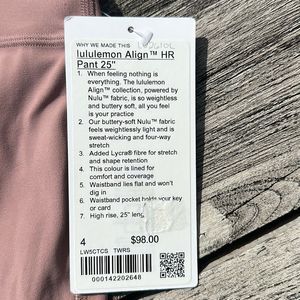 WHY WE MADE THIS
lululemon Align™ HR
Pant 25"
1. When feeling nothing is
everything. The lululemon
Align™ collection, powered by
Nulu™ fabric, is so weightless
and buttery soft, all you feel
is your practice
2. Our buttery-soft Nulu™ fabric
feels weightlessly light and is
sweat-wicking and four-way
stretch
3. Added Lycra® fibre for stretch
and shape retention
4. This colour is lined for
comfort and coverage
5. Waistband lies flat and won't
dig in
6. Waistband pocket holds your key
or card
7. High rise, 25" length
4 $98.00
LW5CTCS TWRS
000142202648